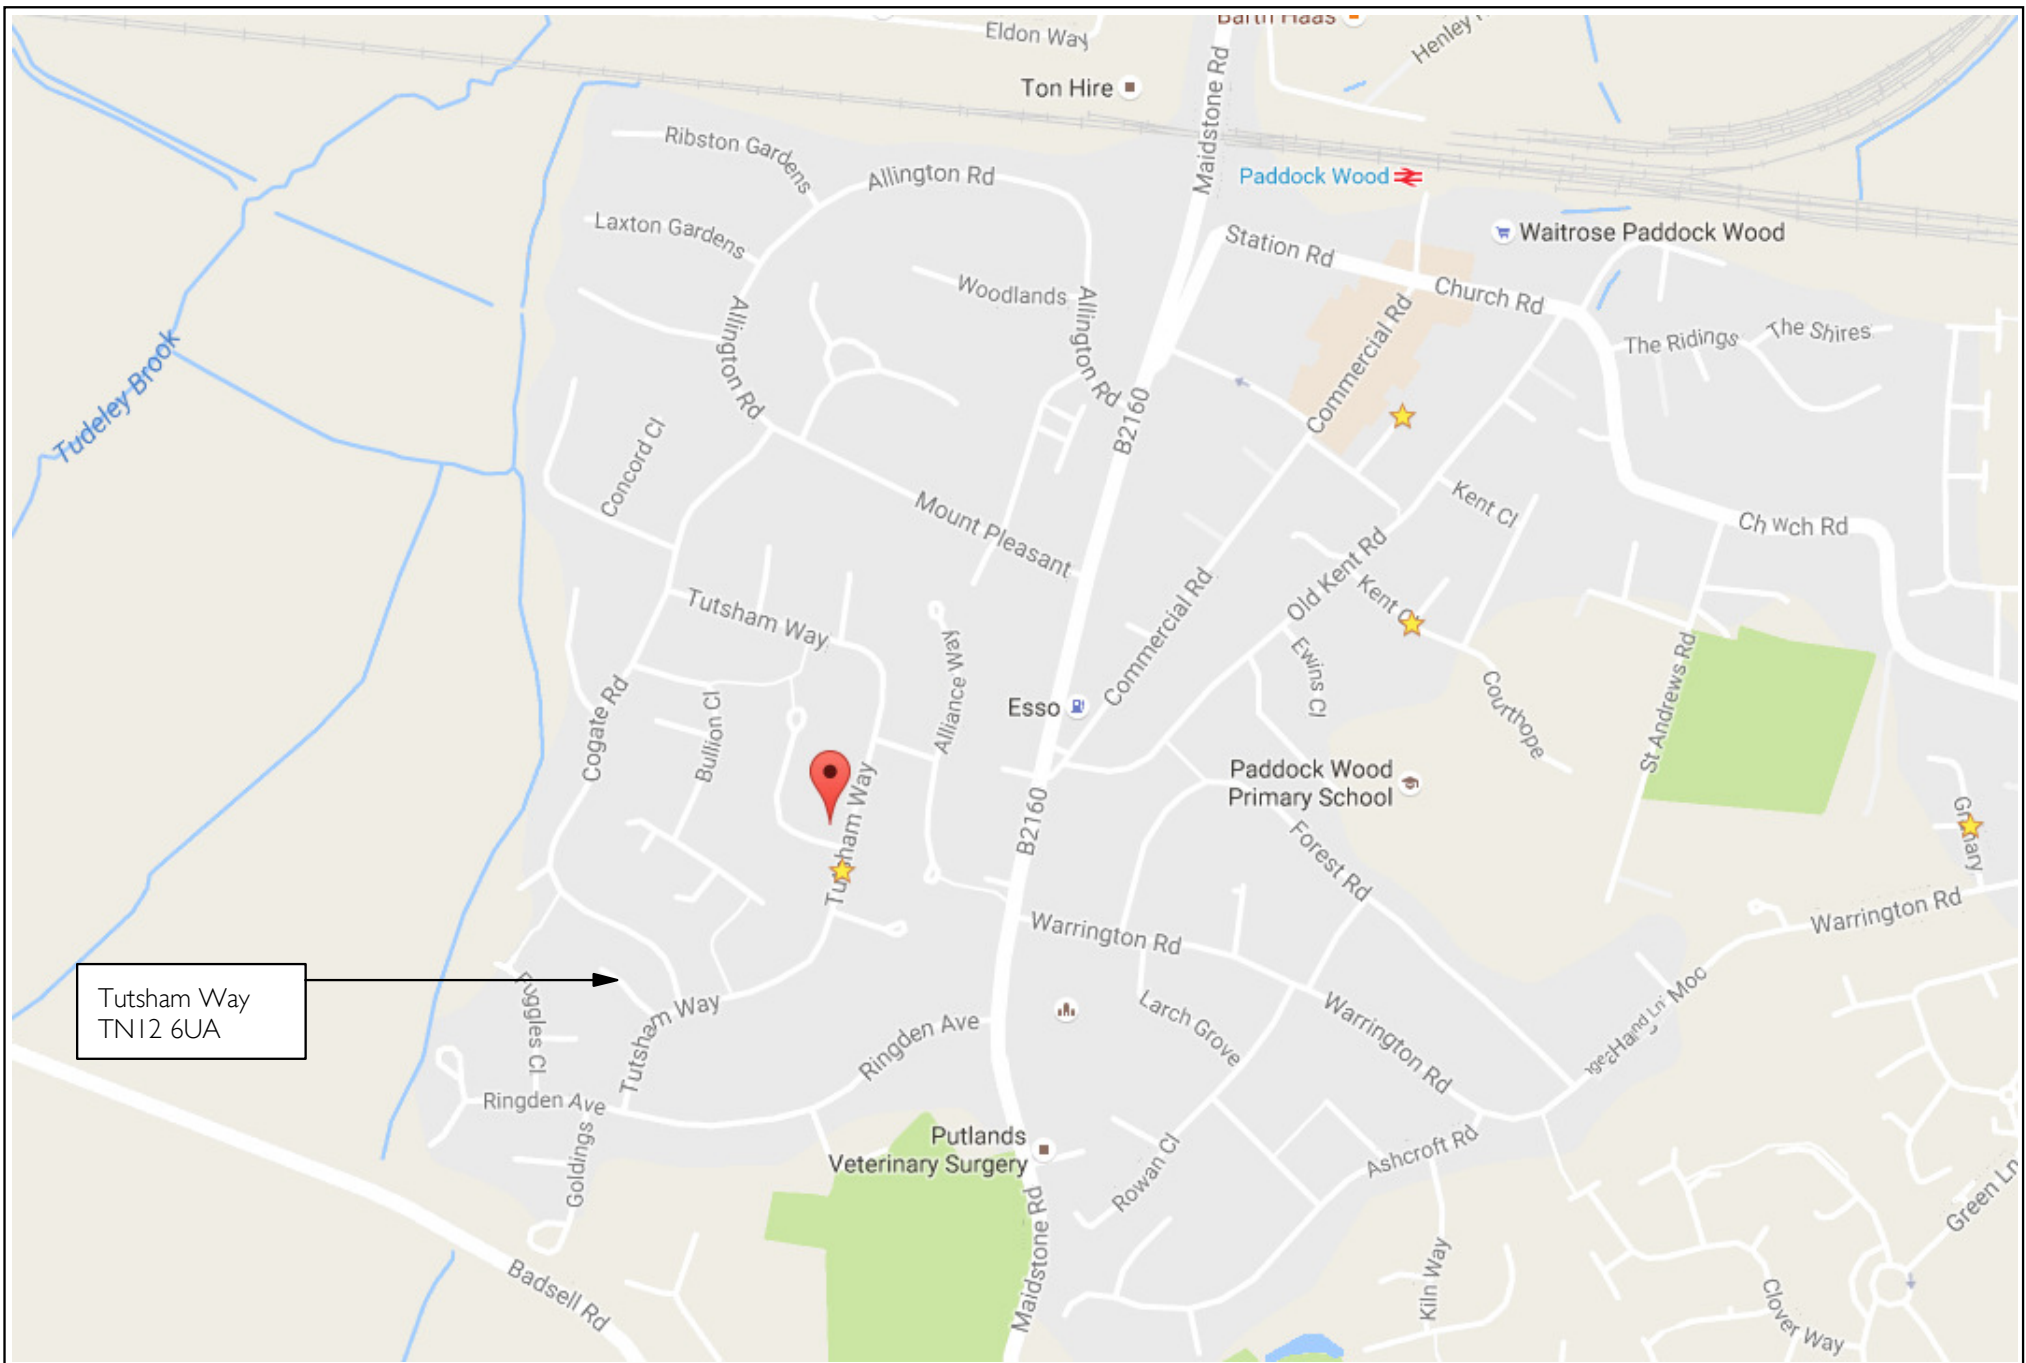 Barth Haas
Eldon Way
Henley
Ton Hire
Maidstone Rd
Ribston Gardens
Allington Rd
Paddock Wood
Laxton Gardens
Station Rd
Waitrose Paddock Wood
Woodlands
Allington Rd
Allington Rd
Church Rd
Commercial Rd
The Ridings
The Shires
Tudeley Brook
B2160
Concord Cl
Mount Pleasant
Kent Cl
Ch wch Rd
Old Kent Rd
Tutsham Way
Commercial Rd
Kent
Alliance Way
Ewins Cl
St Andrews Rd
Courthope
Cogate Rd
Bullion Cl
Esso
Paddock Wood
Primary School
Tutsham Way
B2160
Forest Rd
Warrington Rd
Warrington Rd
Tutsham Way
TN12 6UA
Fuggles Cl
Tutsham Way
Ringden Ave
Larch Grove
Warrington Rd
Ringden Ave
Goldings
Putlands
Veterinary Surgery
Rowan Cl
Ashcroft Rd
Green Ln
Maidstone Rd
Kiln Way
Badsell Rd
Clover Way